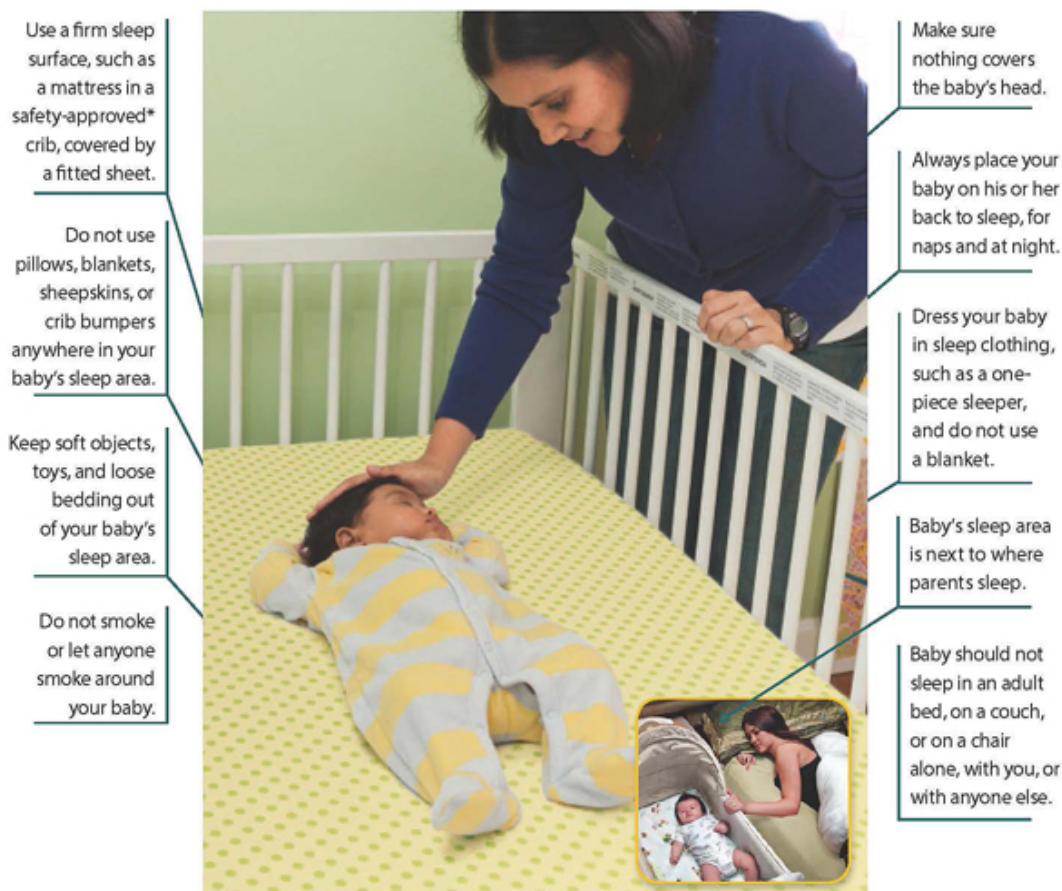 Use a firm sleep
surface, such as
a mattress in a
safety-approved*
crib, covered by
a fitted sheet.
Do not use
pillows, blankets,
sheepskins, or
crib bumpers
anywhere in your
baby's sleep area.
Keep soft objects,
toys, and loose
bedding out
of your baby's
sleep area.
Do not smoke
or let anyone
smoke around
your baby.
Make sure
nothing covers
the baby's head.
Always place your
baby on his or her
back to sleep, for
naps and at night.
Dress your baby
in sleep clothing,
such as a one-
piece sleeper,
and do not use
a blanket.
Baby's sleep area
is next to where
parents sleep.
Baby should not
sleep in an adult
bed, on a couch,
or on a chair
alone, with you, or
with anyone else.